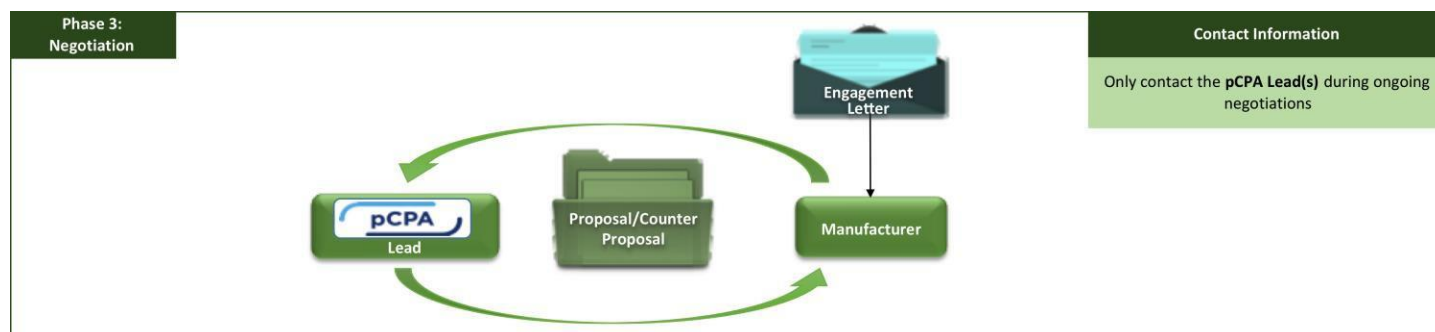 Phase 3:
Negotiation
Engagement
Letter
Contact Information
Only contact the pCPA Lead(s) during ongoing
negotiations
pCPA
Lead
Proposal/Counter
Proposal
Manufacturer